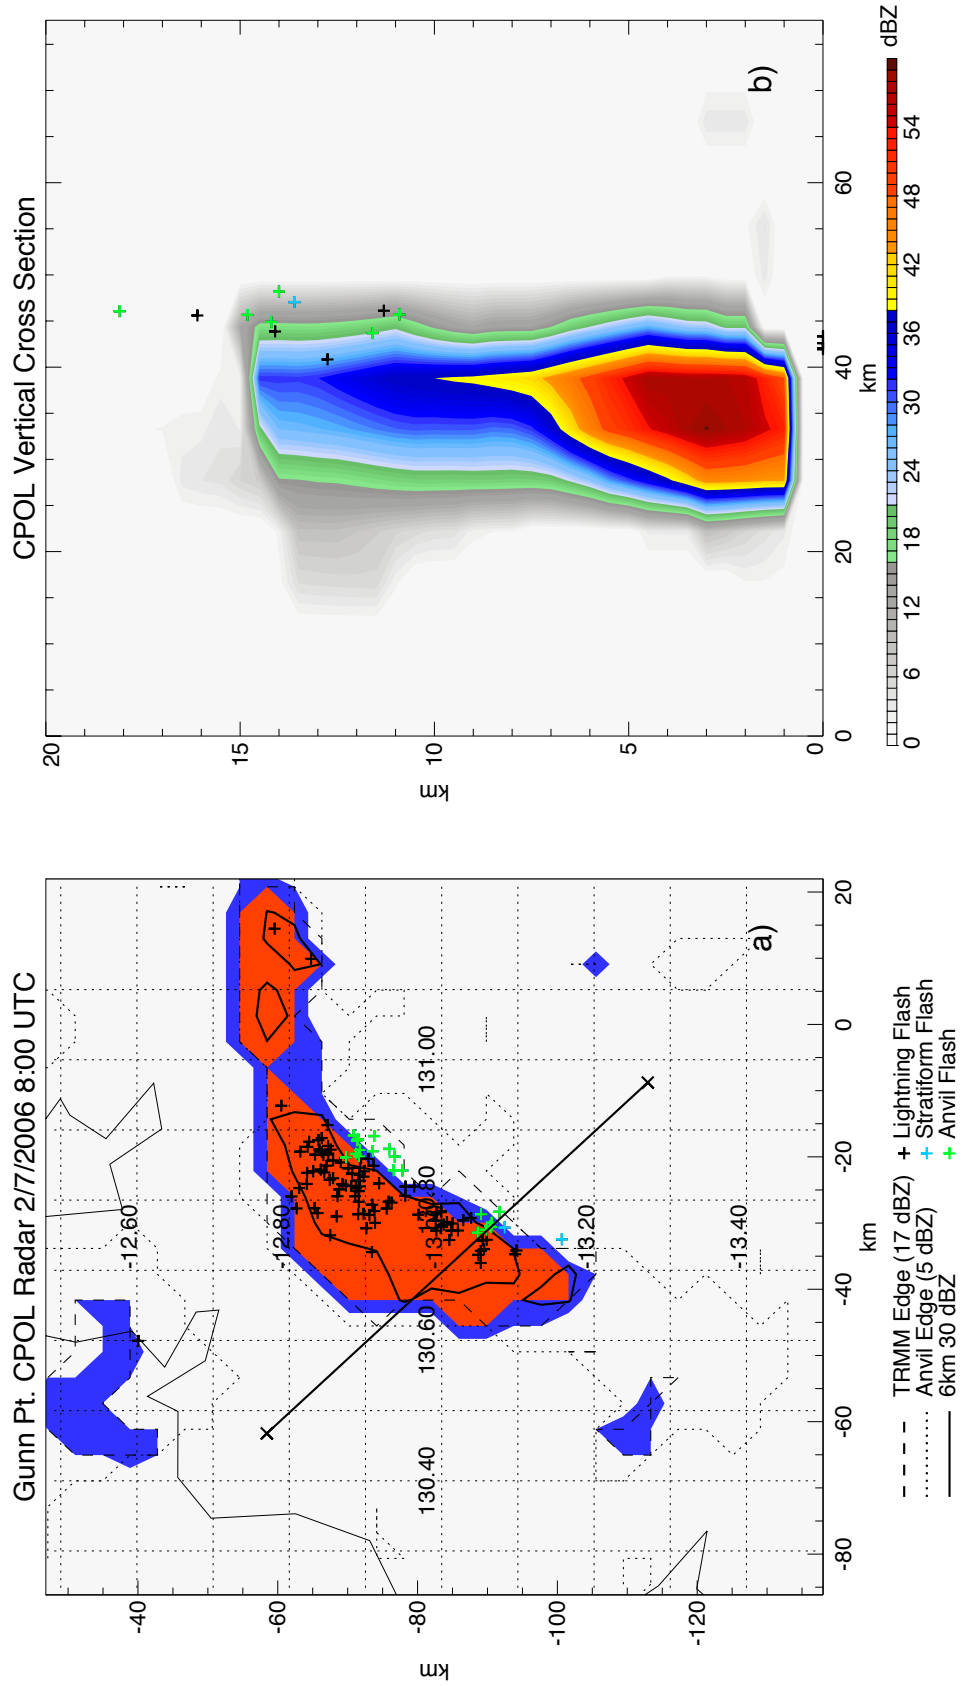 Gunn Pt. CPOL Radar 2/7/2006 8:00 UTC
-40
-60
-80
-100
-120
km
-12.60
-12.80
-13.00
-13.20
-13.40
130.40
130.60
130.80
131.00
a)
-80
-60
-40
20
0
20
km
TRMM Edge (17 dBZ)
Anvil Edge (5 dBZ)
6km 30 dBZ
Lightning Flash
Stratiform Flash
Anvil Flash
CPOL Vertical Cross Section
20
15
10
5
0
km
b)
0
20
40
60
km
0
6
12
18
24
30
36
42
48
54
dBZ